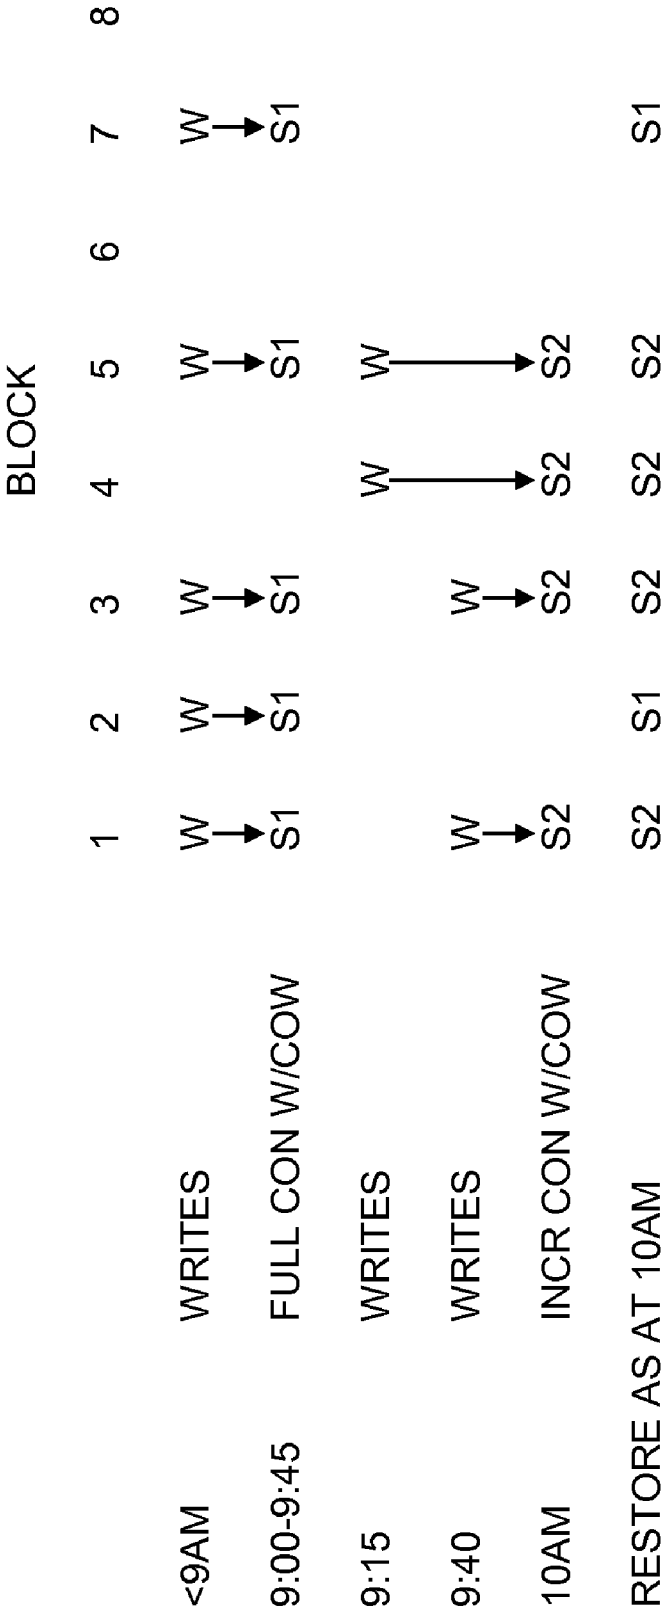 BLOCK
1 2 3 4 5 6 7 8
<9AM WRITES W W W W W
9:00-9:45 FULL CON W/COW S1 S1 S1 S1 S1
9:15 WRITES W W
9:40 WRITES W W
10AM INCR CON W/COW S2 S2 S2 S2
RESTORE AS AT 10AM S2 S1 S2 S2 S2 S1